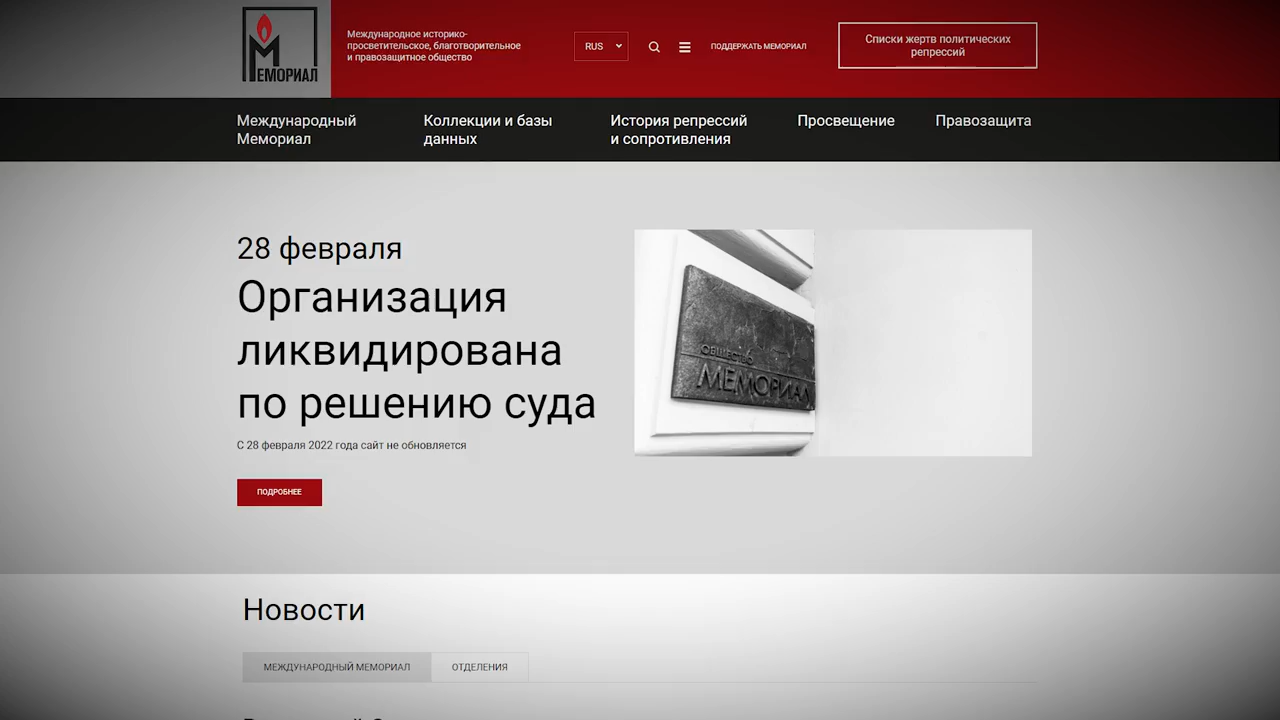 МЕМОРИАЛ
Международное историко-
просветительское, благотворительное
и правозащитное общество
RUS
ПОДДЕРЖАТЬ МЕМОРИАЛ
Списки жертв политических
репрессий
Международный
Мемориал
Коллекции и базы
данных
История репрессий
и сопротивления
Просвещение
Правозащита
28 февраля
Организация
ликвидирована
по решению суда
С 28 февраля 2022 года сайт не обновляется
ПОДРОБНЕЕ
ОБЩЕСТВО
МЕМОРИАЛ
Новости
МЕЖДУНАРОДНЫЙ МЕМОРИАЛ
ОТДЕЛЕНИЯ